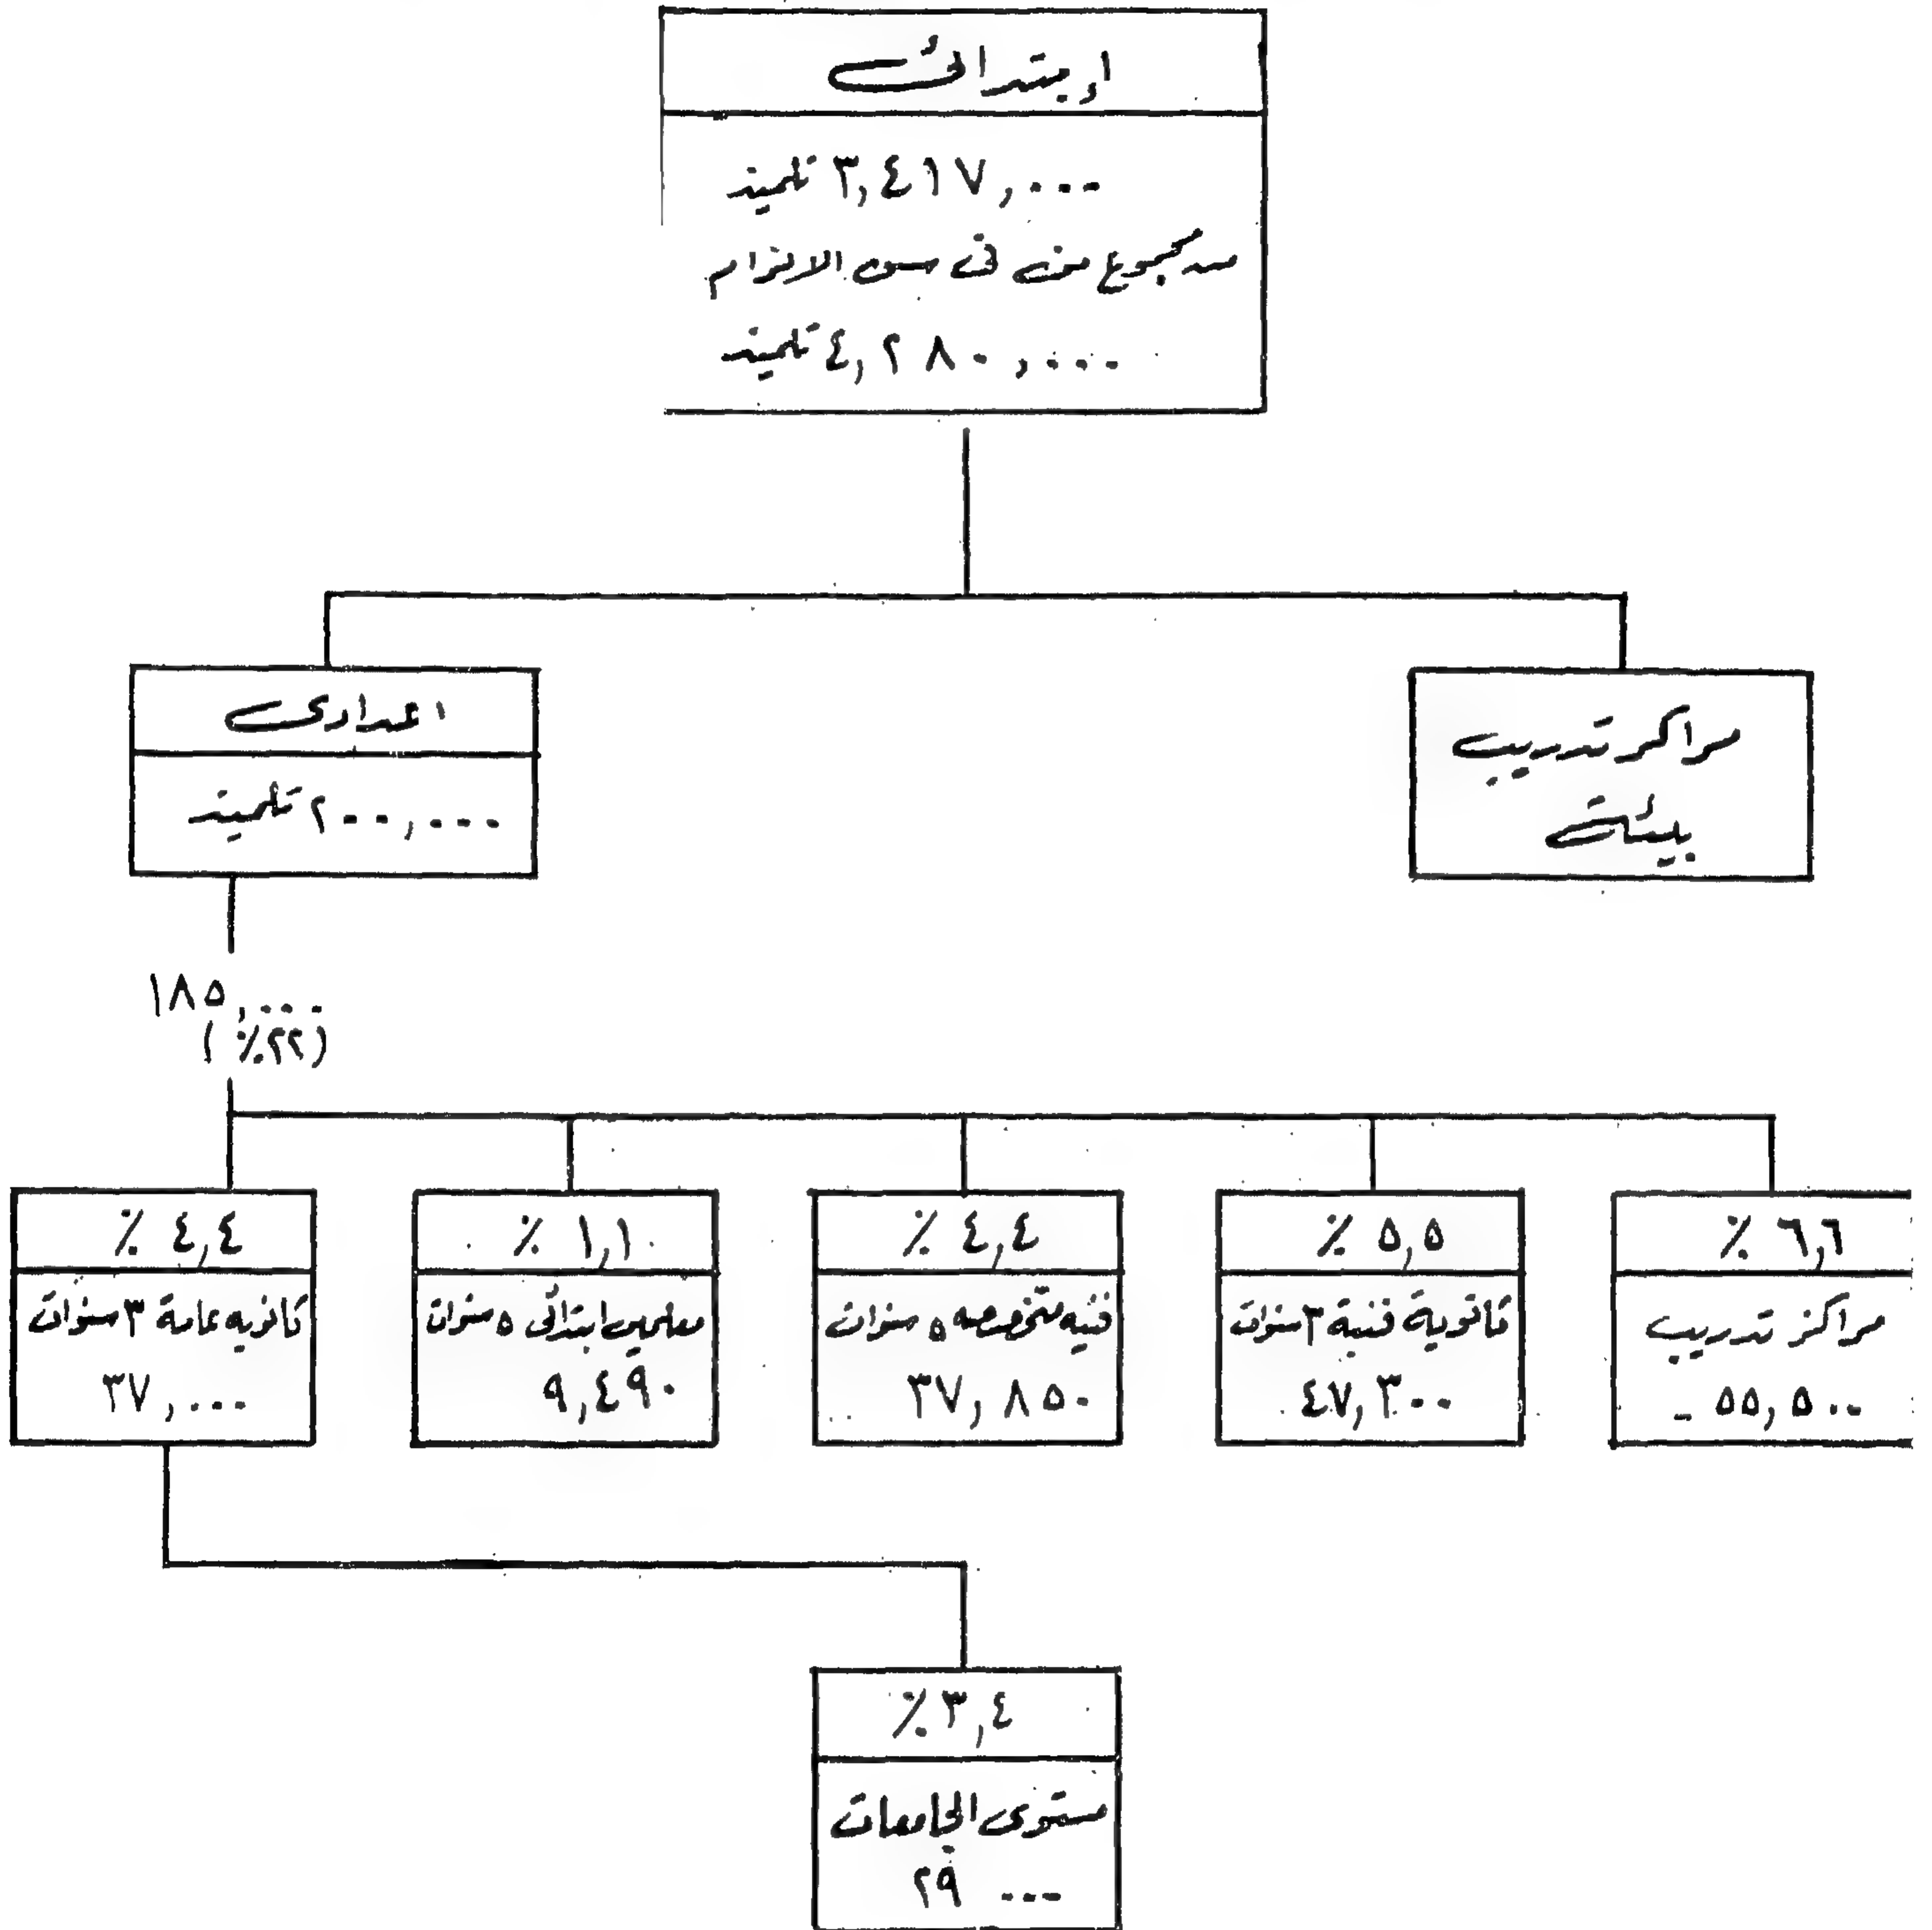 ابتدائى
٣,٤١٧,٠٠٠ تلميذ
من مجموع من فى سن الالزام
٤,٢٨٠,٠٠٠ تلميذ
مراكز تدريب
بيئية
اعدادى
٢٠٠,٠٠٠ تلميذ
١٨٥,٠٠٠
(٢٢٪)
٦,٦ ٪
مراكز تدريب
٥٥,٥٠٠
٥,٥ ٪
ثانوية فنية ٣ سنوات
٤٧,٣٠٠
٤,٤ ٪
فنيه متخصصه ٥ سنوات
٣٧,٨٥٠
١,١ ٪
معلمين ابتدائى ٥ سنوات
٩,٤٩٠
٤,٤ ٪
ثانويه عامة ٣ سنوات
٣٧,٠٠٠
٣,٤ ٪
مستوى الجامعات
٢٩ ٠٠٠